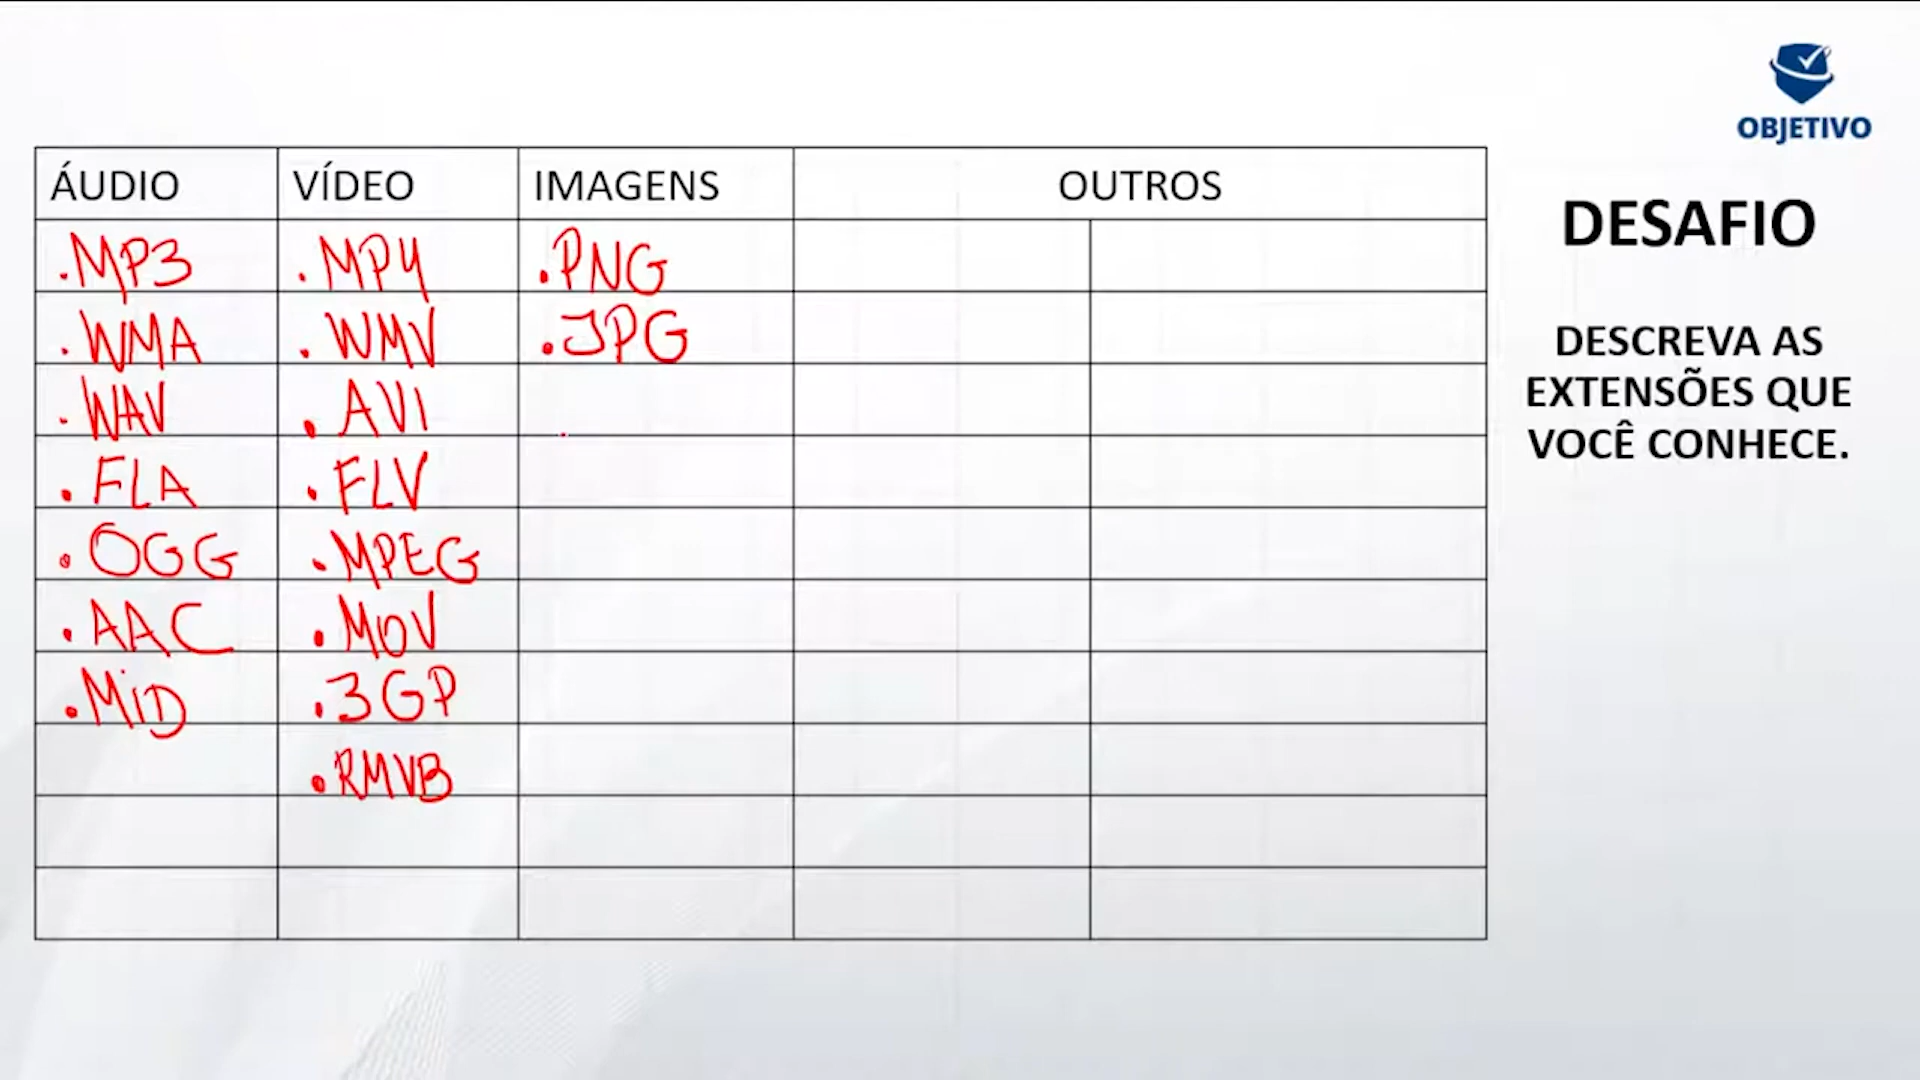 OBJETIVO
ÁUDIO VÍDEO IMAGENS OUTROS
.MP3 .MP4 .PNG
.WMA .WMV .JPG
.WAV .AVI
.FLA .FLV
.OGG .MPEG
.AAC .MOV
.MiD .3GP
.RMVB
DESAFIO
DESCREVA AS
EXTENSÕES QUE
VOCÊ CONHECE.